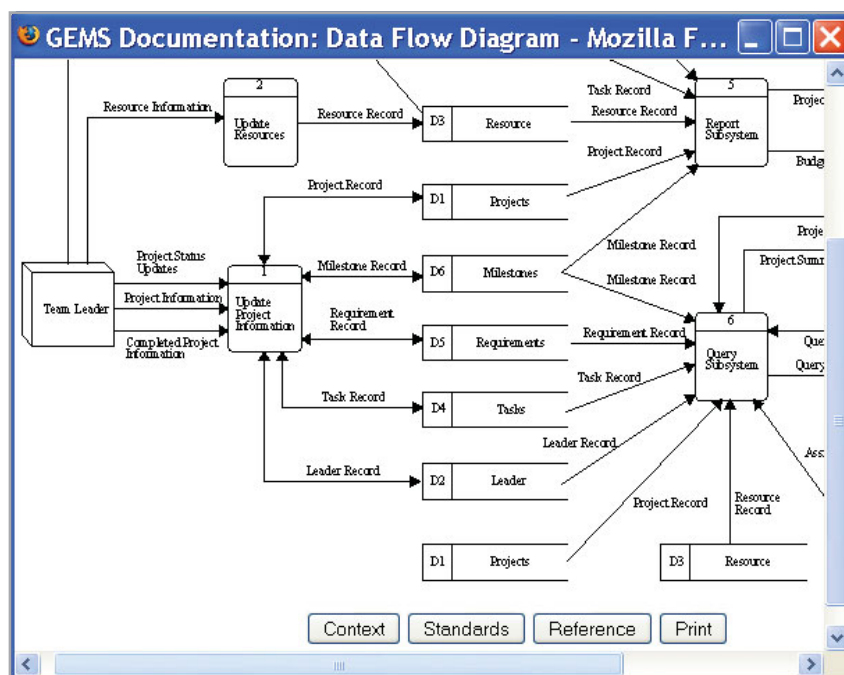 GEMS Documentation: Data Flow Diagram - Mozilla F...
2
Update
Resources
Resource Information
Resource Record
D3 Resource
Task Record
Resource Record
Project Record
5
Report
Subsystem
Projec
Budg
Project Record
D1 Projects
Project Status
Updates
Project Information
Completed Project
Information
Team Leader
1
Update
Project
Information
Milestone Record
D6 Milestones
Milestone Record
Milestone Record
Requirement
Record
D5 Requirements
Requirement Record
Task Record
D4 Tasks
Task Record
Leader Record
D2 Leader
Leader Record
6
Query
Subsystem
Proje
Project Summ
Que
Query
Ass
Project Record
Resource
Record
D1 Projects
D3 Resource
Context Standards Reference Print